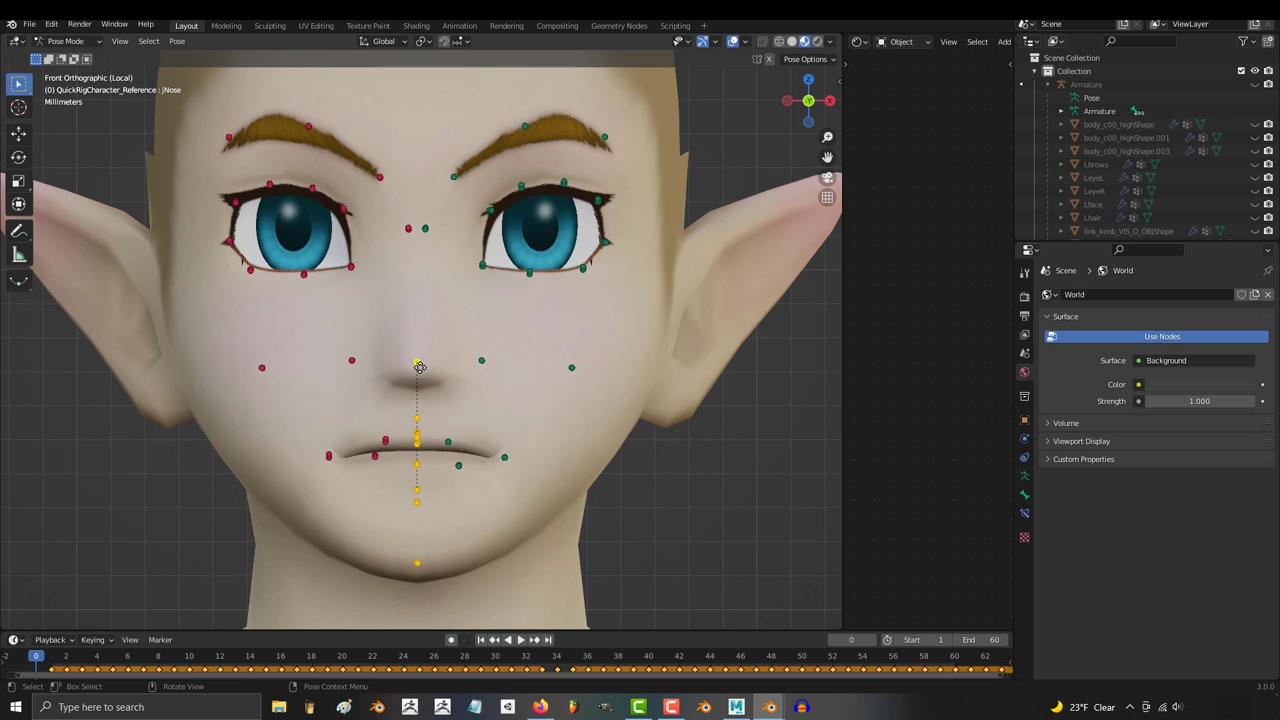 File Edit Render Window Help Layout Modeling Sculpting UV Editing Texture Paint Shading Animation Rendering Compositing Geometry Nodes Scripting + Scene ViewLayer
Pose Mode View Select Pose Global Object View Select Add
X Pose Options
Front Orthographic (Local)
(0) QuickRigCharacter_Reference : jNose
Millimeters
Z
Y
X
Scene Collection
Collection
Armature
Pose
Armature
body_c00_highShape
body_c00_highShape.001
body_c00_highShape.003
Lbrows
LeyeL
LeyeR
Lface
Lhair
link_kenb_VIS_O_OBJShape
Scene > World
World
Surface
Use Nodes
Surface Background
Color
Strength 1.000
Volume
Viewport Display
Custom Properties
Playback Keying View Marker 0 Start 1 End 60
-2 0 2 4 6 8 10 12 14 16 18 20 22 24 26 28 30 32 34 36 38 40 42 44 46 48 50 52 54 56 58 60 62
Select Box Select Rotate View Pose Context Menu 3.0.0
Type here to search 23°F Clear